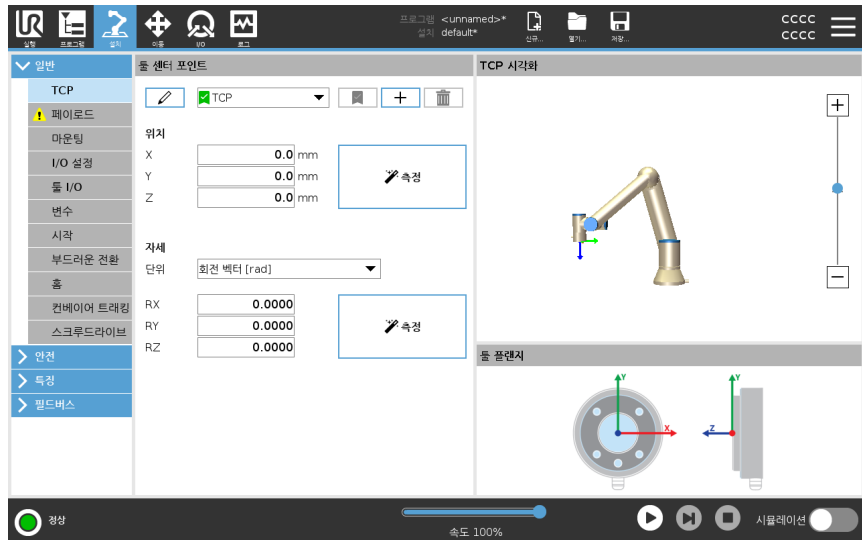 UR
실행 프로그램 설치 이동 I/O 로그
프로그램 <unnamed>*
설치 default*
신규... 열기... 저장...
cccc
cccc
일반
TCP
페이로드
마운팅
I/O 설정
툴 I/O
변수
시작
부드러운 전환
홈
컨베이어 트래킹
스크루드라이브
안전
특징
필드버스
툴 센터 포인트
TCP
위치
X 0.0 mm
Y 0.0 mm
Z 0.0 mm
측정
자세
단위 회전 벡터 [rad]
RX 0.0000
RY 0.0000
RZ 0.0000
측정
TCP 시각화
툴 플랜지
Y
X
Y
Z
정상
속도 100%
시뮬레이션